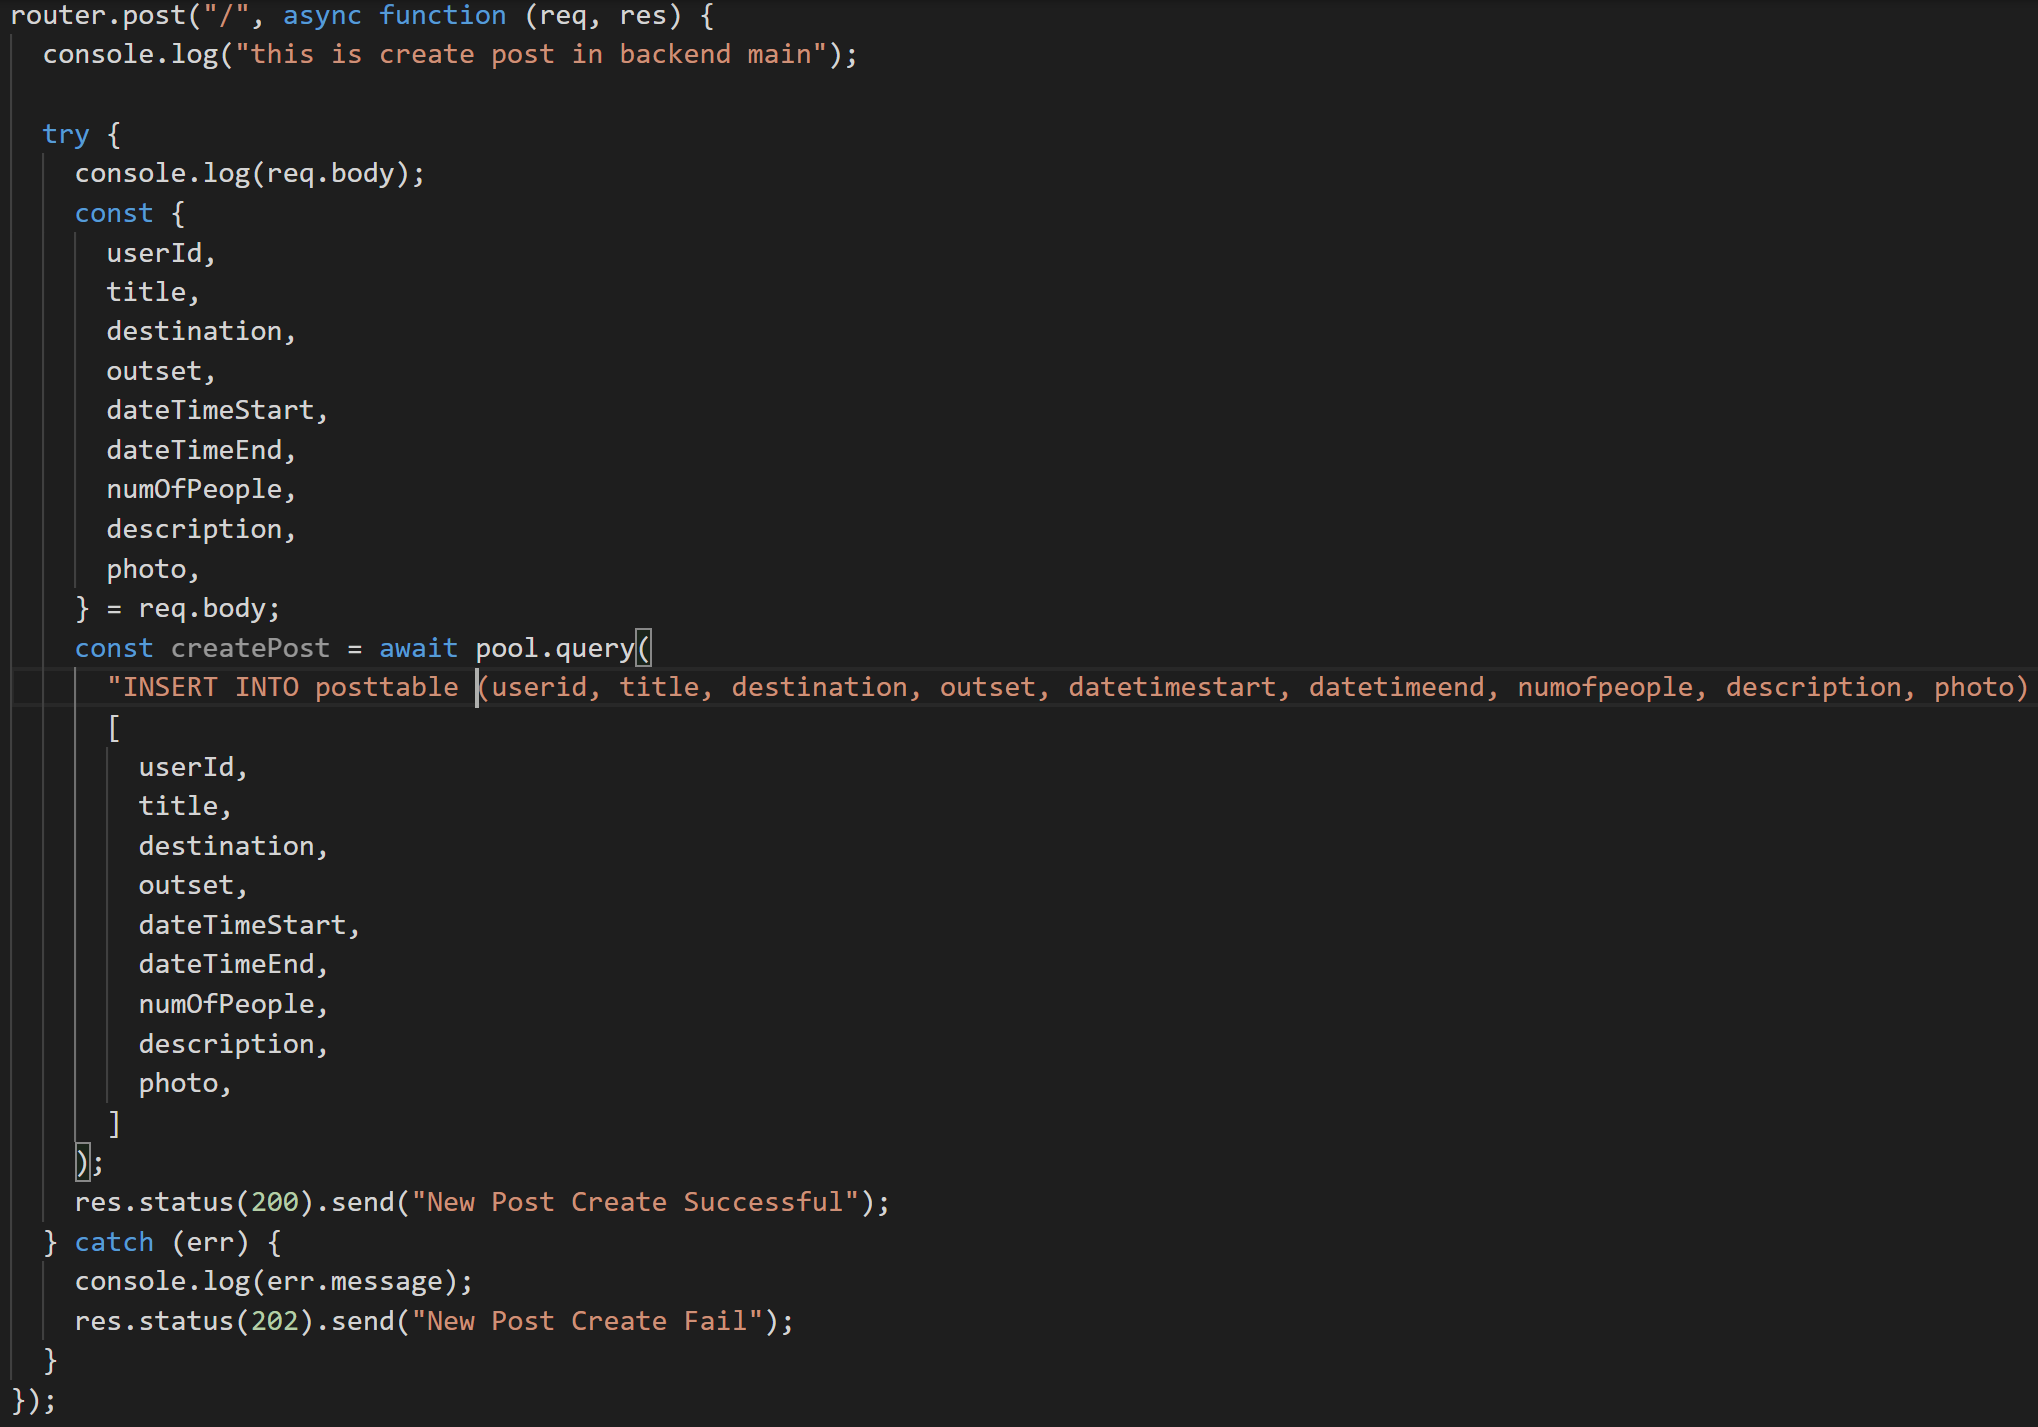 router.post("/", async function (req, res) {
  console.log("this is create post in backend main");

  try {
    console.log(req.body);
    const {
      userId,
      title,
      destination,
      outset,
      dateTimeStart,
      dateTimeEnd,
      numOfPeople,
      description,
      photo,
    } = req.body;
    const createPost = await pool.query(
      "INSERT INTO posttable (userid, title, destination, outset, datetimestart, datetimeend, numofpeople, description, photo)
      [
        userId,
        title,
        destination,
        outset,
        dateTimeStart,
        dateTimeEnd,
        numOfPeople,
        description,
        photo,
      ]
    );
    res.status(200).send("New Post Create Successful");
  } catch (err) {
    console.log(err.message);
    res.status(202).send("New Post Create Fail");
  }
});